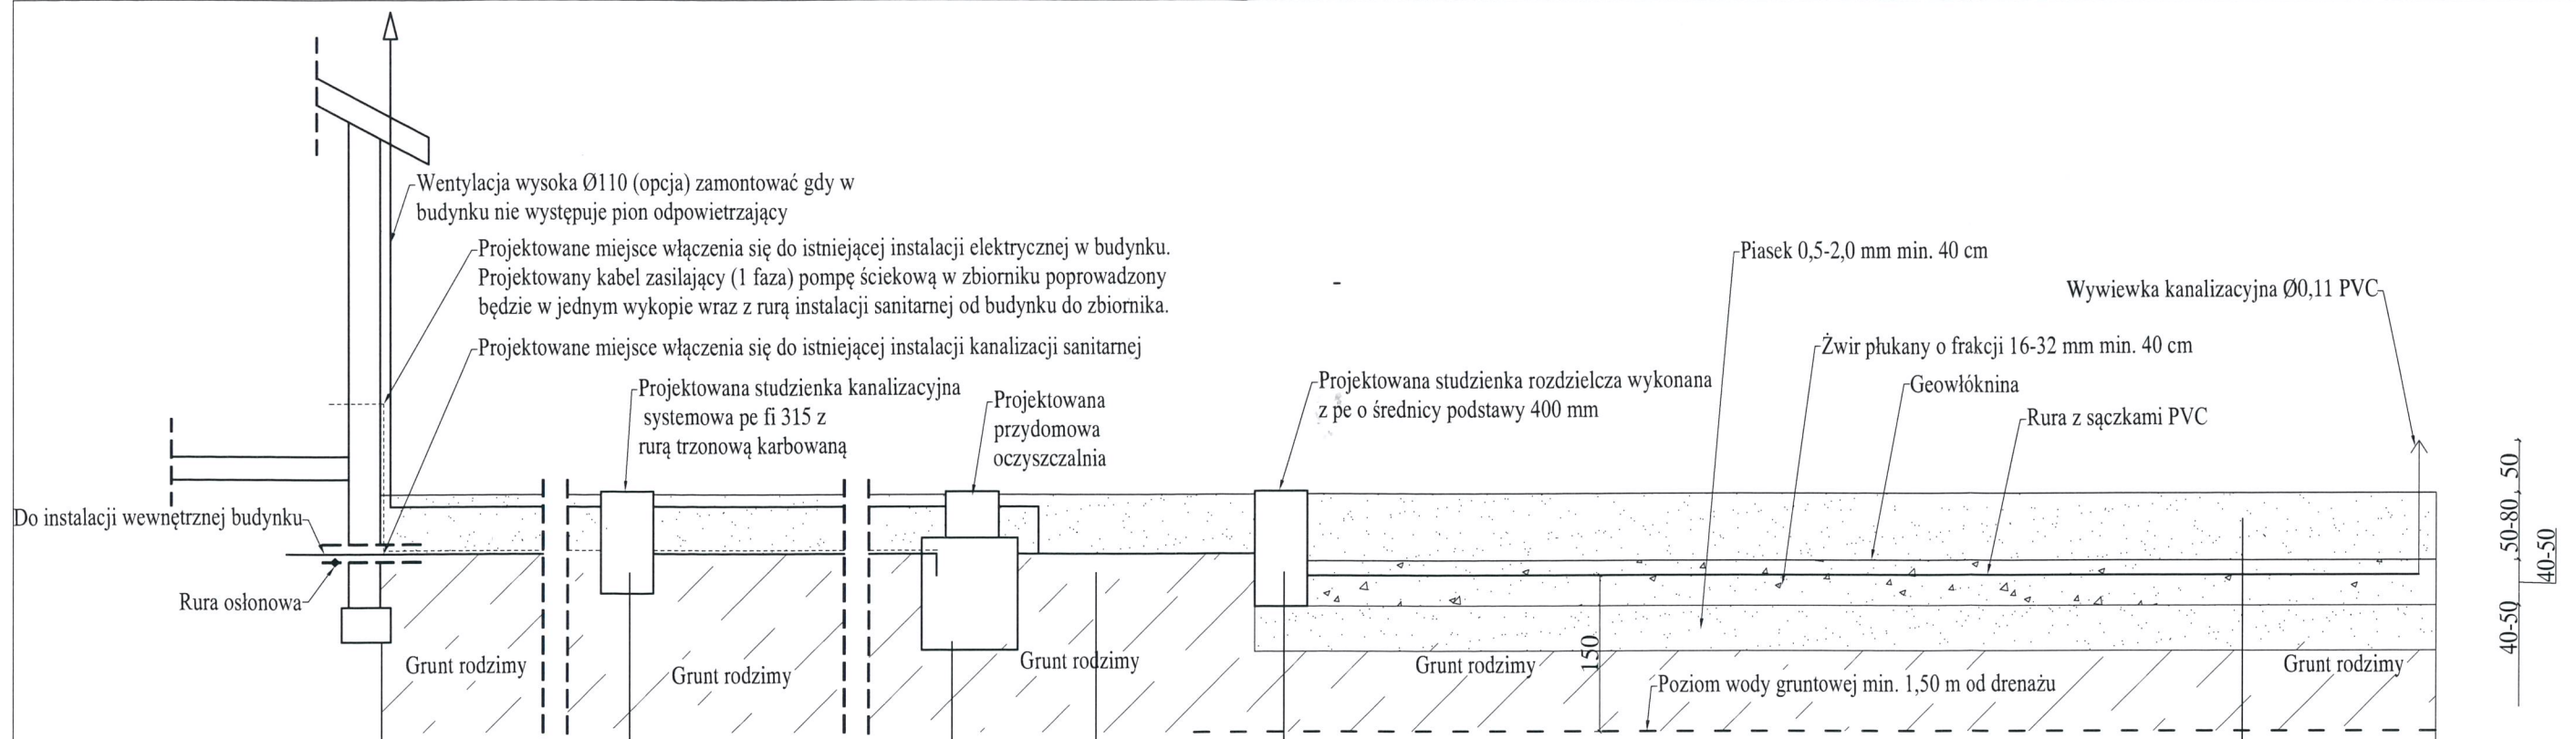 Wentylacja wysoka Ø110 (opcja) zamontować gdy w
budynku nie występuje pion odpowietrzający
Projektowane miejsce włączenia się do istniejącej instalacji elektrycznej w budynku.
Projektowany kabel zasilający (1 faza) pompę ściekową w zbiorniku poprowadzony
będzie w jednym wykopie wraz z rurą instalacji sanitarnej od budynku do zbiornika.
Projektowane miejsce włączenia się do istniejącej instalacji kanalizacji sanitarnej
Projektowana studzienka kanalizacyjna
systemowa pe fi 315 z
rurą trzonową karbowaną
Projektowana
przydomowa
oczyszczalnia
Projektowana studzienka rozdzielcza wykonana
z pe o średnicy podstawy 400 mm
Piasek 0,5-2,0 mm min. 40 cm
Wywiewka kanalizacyjna Ø0,11 PVC
Żwir płukany o frakcji 16-32 mm min. 40 cm
Geowłóknina
Rura z sączkami PVC
Do instalacji wewnętrznej budynku
Rura osłonowa
Grunt rodzimy
Grunt rodzimy
Grunt rodzimy
Grunt rodzimy
Grunt rodzimy
150
Poziom wody gruntowej min. 1,50 m od drenażu
50
50-80
40-50
40-50